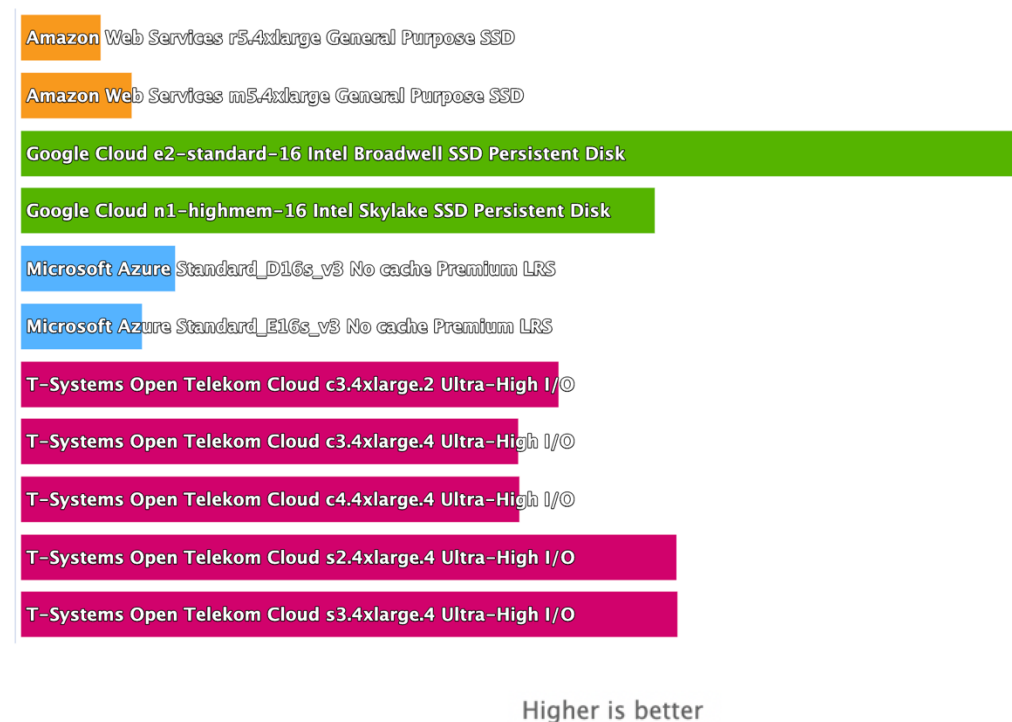 Amazon Web Services r5.4xlarge General Purpose SSD
Amazon Web Services m5.4xlarge General Purpose SSD
Google Cloud e2-standard-16 Intel Broadwell SSD Persistent Disk
Google Cloud n1-highmem-16 Intel Skylake SSD Persistent Disk
Microsoft Azure Standard_D16s_v3 No cache Premium LRS
Microsoft Azure Standard_E16s_v3 No cache Premium LRS
T-Systems Open Telekom Cloud c3.4xlarge.2 Ultra-High I/O
T-Systems Open Telekom Cloud c3.4xlarge.4 Ultra-High I/O
T-Systems Open Telekom Cloud c4.4xlarge.4 Ultra-High I/O
T-Systems Open Telekom Cloud s2.4xlarge.4 Ultra-High I/O
T-Systems Open Telekom Cloud s3.4xlarge.4 Ultra-High I/O
Higher is better